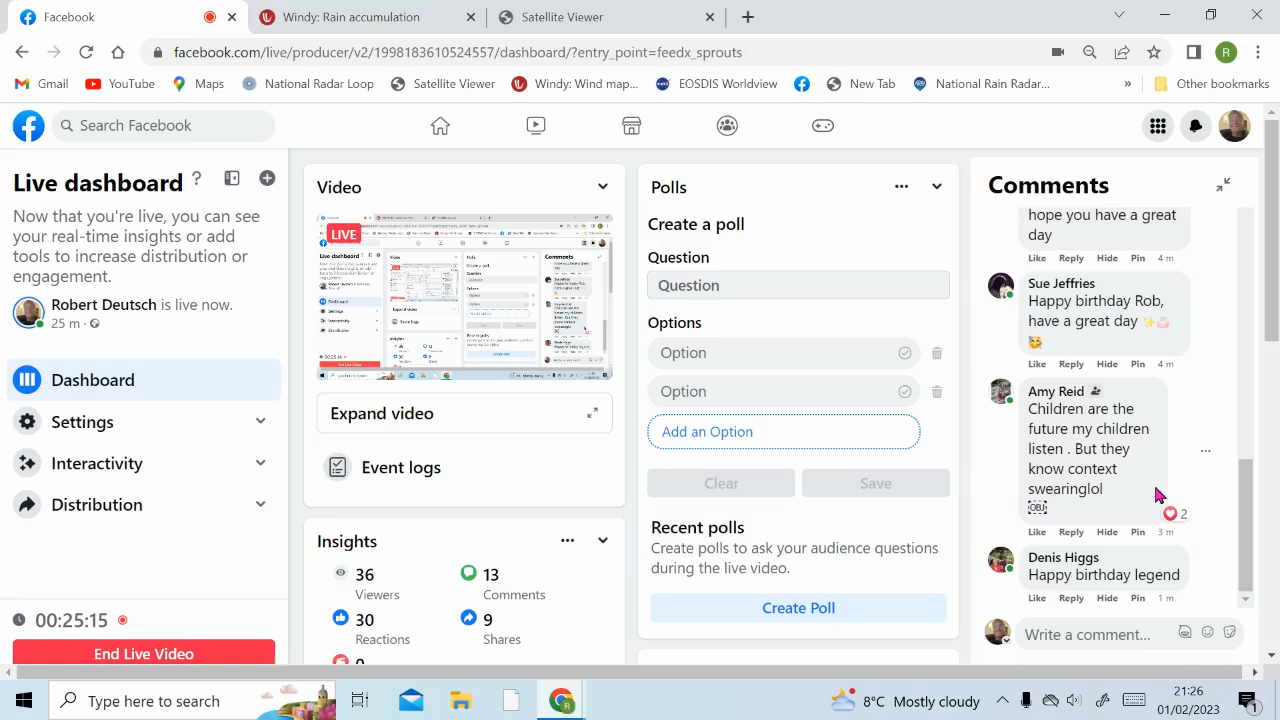 Facebook
Windy: Rain accumulation
Satellite Viewer
facebook.com/live/producer/v2/1998183610524557/dashboard/?entry_point=feedx_sprouts
R
Gmail
YouTube
Maps
National Radar Loop
Satellite Viewer
Windy: Wind map...
EOSDIS Worldview
New Tab
National Rain Radar...
»
Other bookmarks
Search Facebook
Live dashboard
Now that you're live, you can see
your real-time insights or add
tools to increase distribution or
engagement.
Robert Deutsch is live now.
25 m ·
Dashboard
Settings
Interactivity
Distribution
00:25:15
End Live Video
Video
LIVE
Expand video
Event logs
Insights
36
Viewers
13
Comments
30
Reactions
9
Shares
0
Polls
Create a poll
Question
Question
Options
Option
Option
Add an Option
Clear
Save
Recent polls
Create polls to ask your audience questions
during the live video.
Create Poll
Comments
hope you have a great
day
Like Reply Hide Pin 4 m
Sue Jeffries
Happy birthday Rob,
have a great day ✨🎂
🥳
Like Reply Hide Pin 4 m
Amy Reid
Children are the
future my children
listen . But they
know context
swearinglol
OBJ
2
Like Reply Hide Pin 3 m
Denis Higgs
Happy birthday legend
Like Reply Hide Pin 1 m
Write a comment...
Type here to search
8°C Mostly cloudy
21:26
01/02/2023
1